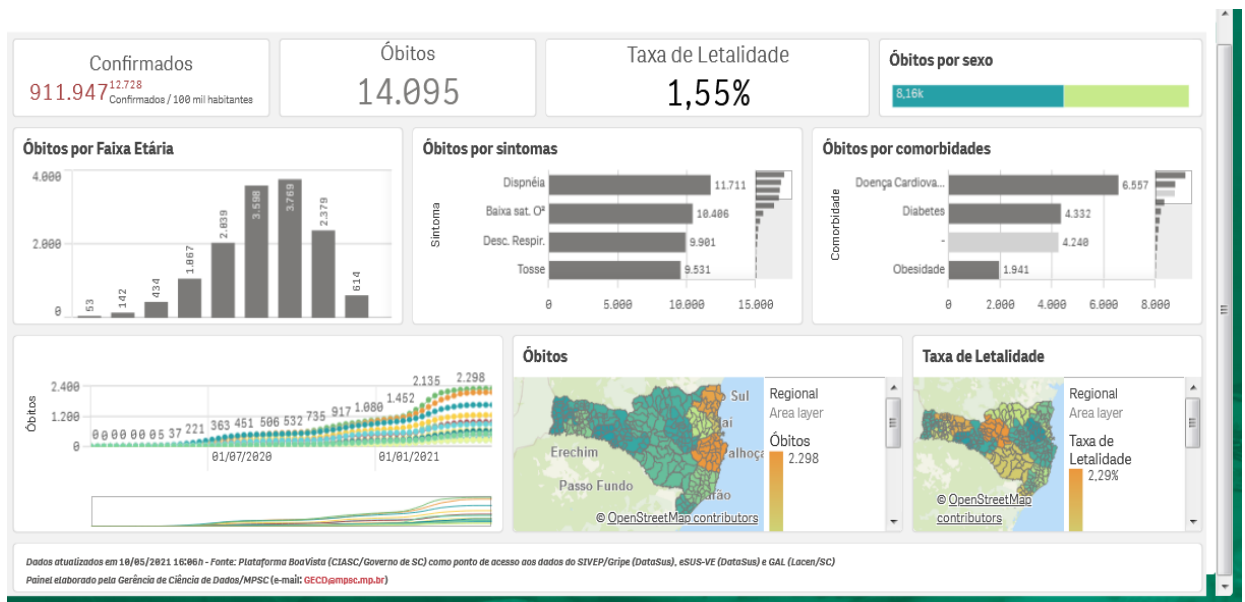 Confirmados
911.947
12.728
Confirmados / 100 mil habitantes
Óbitos
14.095
Taxa de Letalidade
1,55%
Óbitos por sexo
8,16k
Óbitos por Faixa Etária
4.000
2.000
0
53
142
434
1.067
2.039
3.598
3.769
2.379
614
Óbitos por sintomas
Sintoma
Dispnéia
11.711
Baixa sat. O²
10.406
Desc. Respir.
9.901
Tosse
9.531
0 5.000 10.000 15.000
Óbitos por comorbidades
Comorbidade
Doença Cardiova...
6.557
Diabetes
4.332
-
4.240
Obesidade
1.941
0 2.000 4.000 6.000 8.000
Óbitos
2.400
1.200
0
0 0 0 0 0 5 37 221 363 451 506 532 735 917 1.080 1.452 2.135 2.298
01/07/2020
01/01/2021
Óbitos
Sul
Erechim
Passo Fundo
© OpenStreetMap contributors
Regional
Area layer
Óbitos
2.298
Taxa de Letalidade
© OpenStreetMap
contributors
Regional
Area layer
Taxa de
Letalidade
2,29%
Dados atualizados em 10/05/2021 16:06h - Fonte: Plataforma BoaVista (CIASC/Governo de SC) como ponto de acesso aos dados do SIVEP/Gripe (DataSus), eSUS-VE (DataSus) e GAL (Lacen/SC)
Painel elaborado pela Gerência de Ciência de Dados/MPSC (e-mail: GECD@mpsc.mp.br)